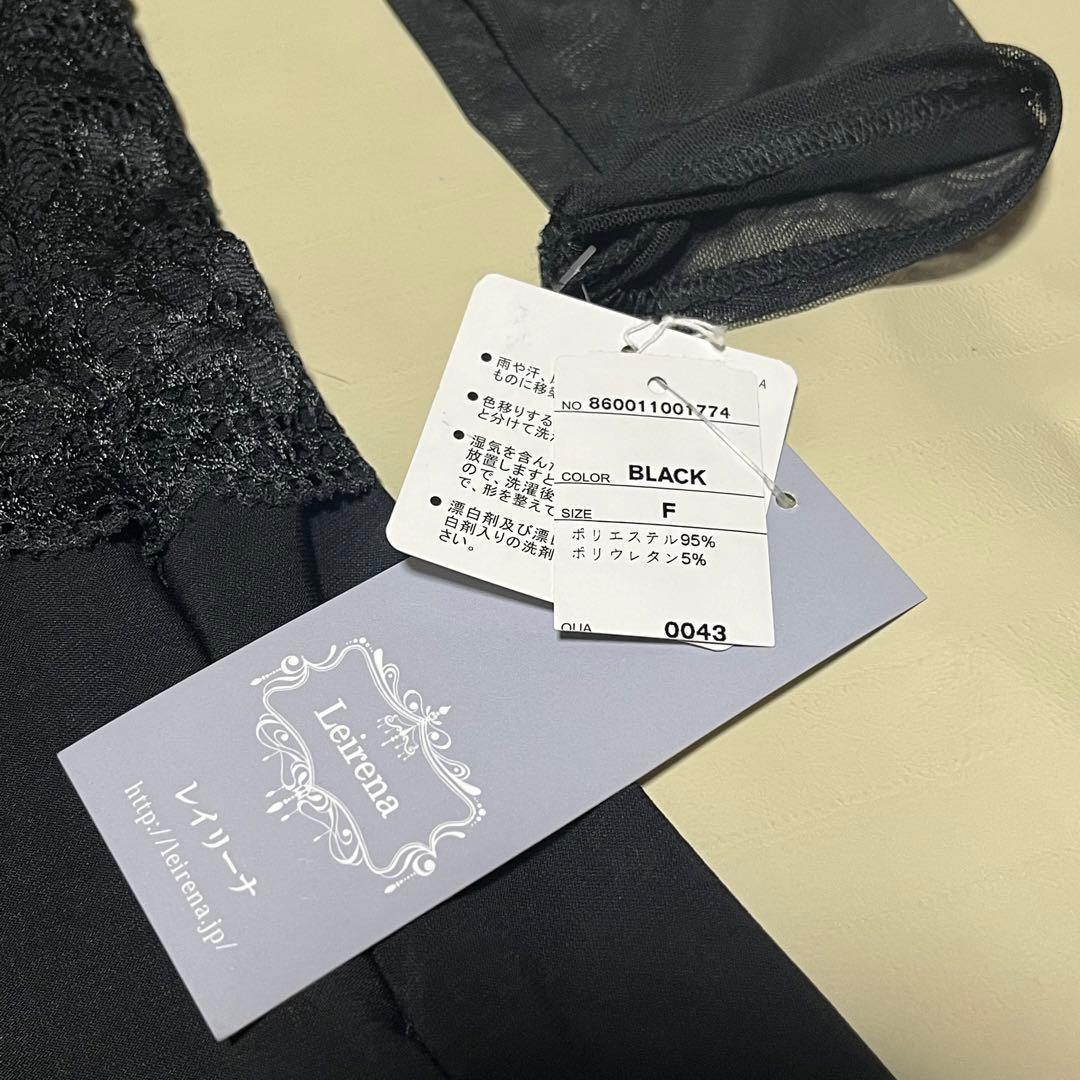 ●雨や汗、
ものに移染
●色移りする
と分けて洗
●湿気を含んだ
放置しますと
ので、洗濯後
で、形を整えて
●漂白剤及び漂
白剤入りの洗剤
さい。
A
NO 860011001774
COLOR BLACK
SIZE F
ポリエステル95%
ポリウレタン5%
QUA 0043
Leirena
レイリーナ
http://leirena.jp/